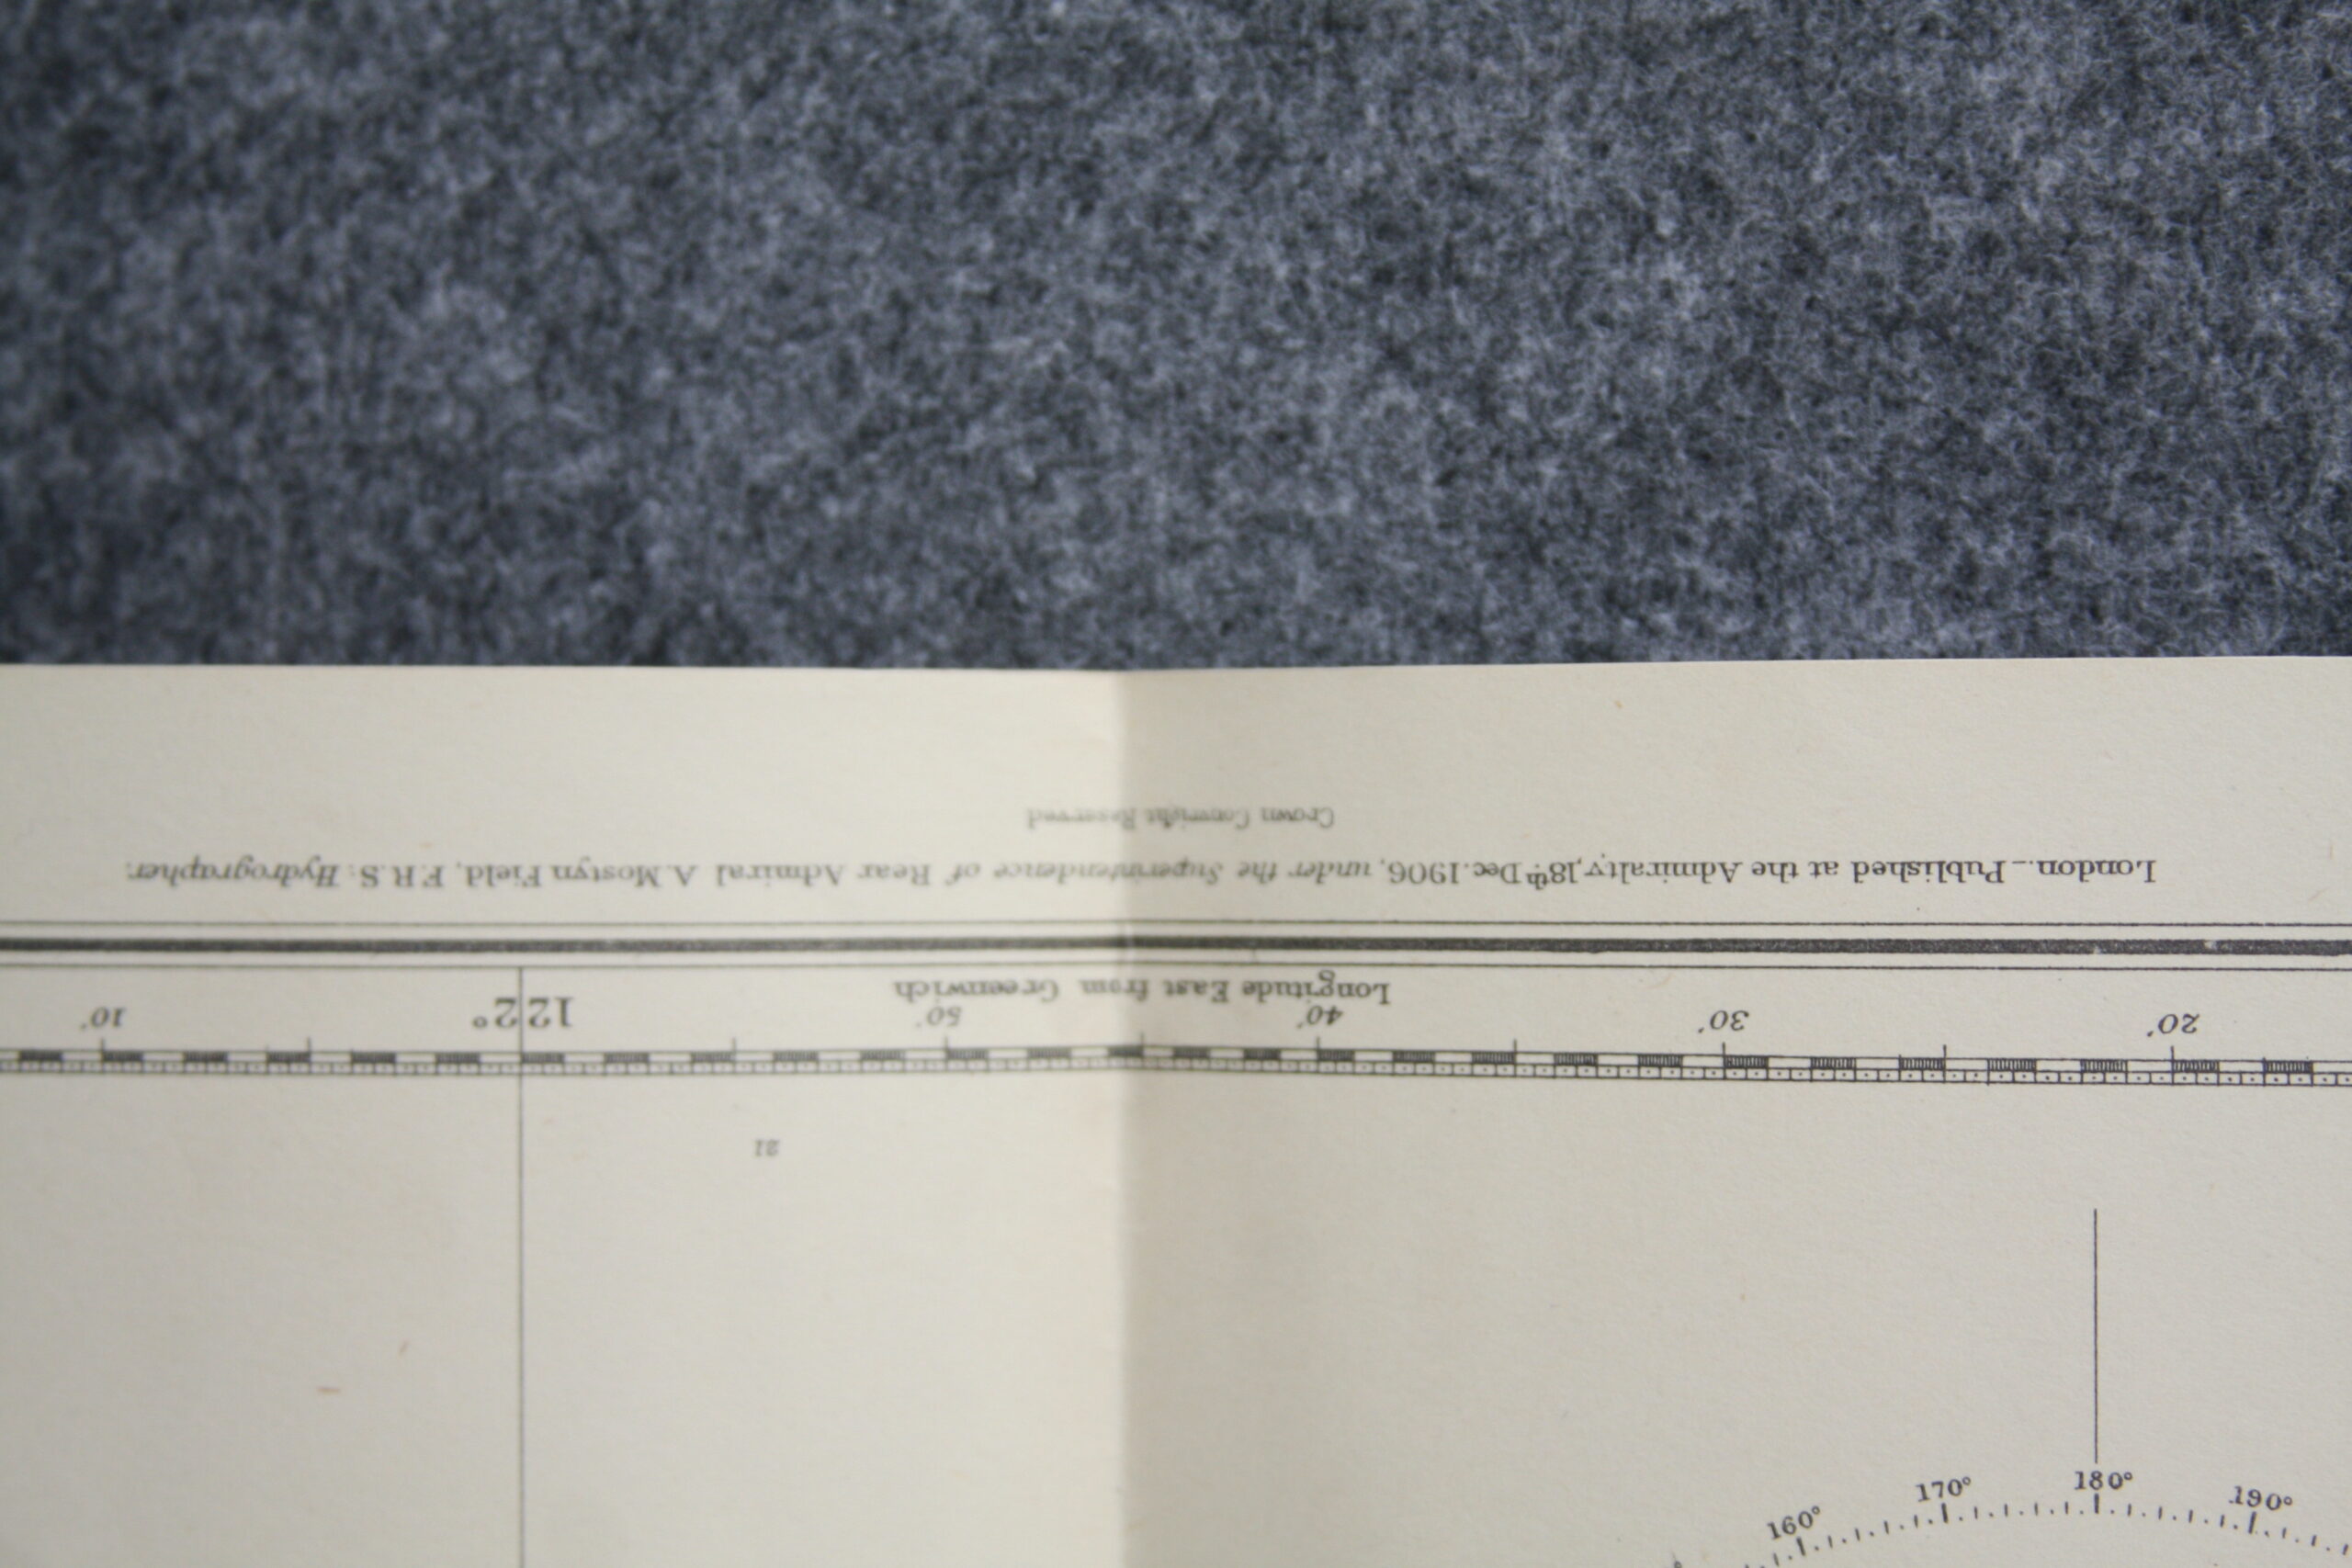 London.–Published at the Admiralty, 18th Dec. 1906, under the Superintendence of Rear Admiral A. Mostyn Field, F.R.S; Hydrographer.
Crown Copyright Reserved
Longitude East from Greenwich
20' 30' 40' 50' 122° 10'
21
160° 170° 180° 190°